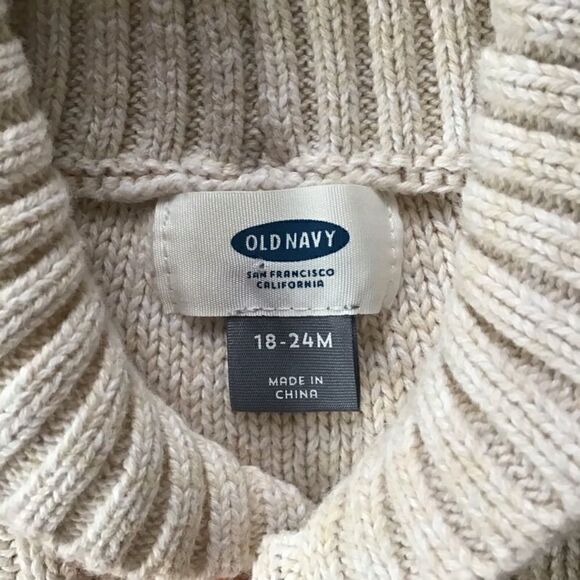 OLD NAVY
SAN FRANCISCO
CALIFORNIA
18-24M
MADE IN
CHINA